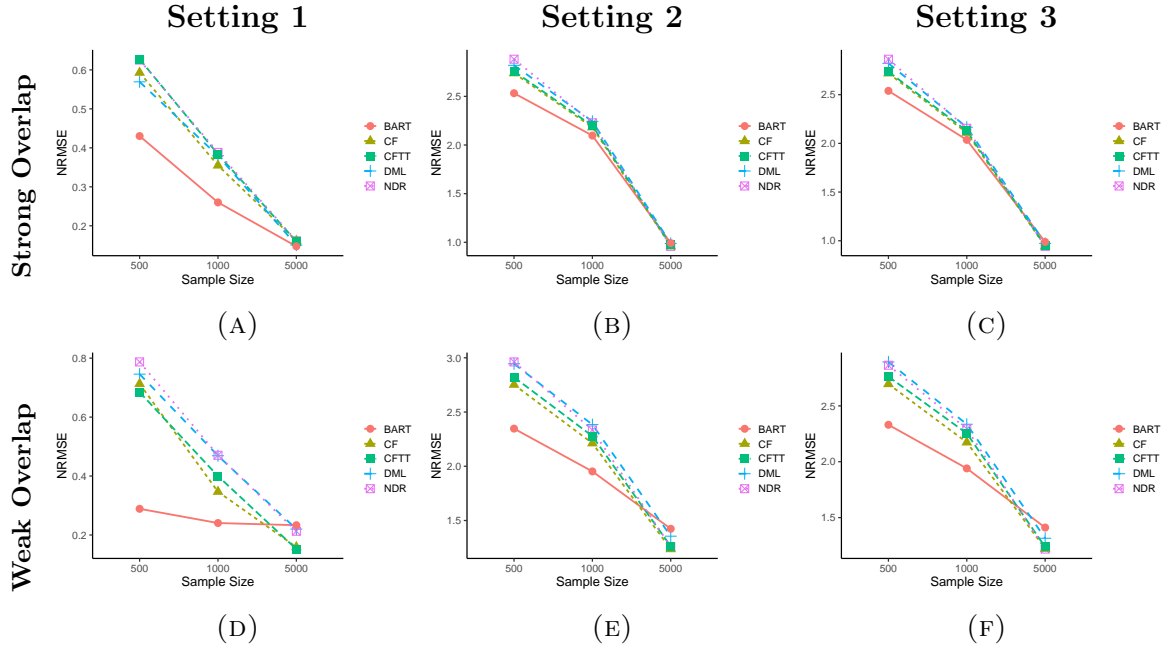 Setting 1
Setting 2
Setting 3
Strong Overlap
NRMSE
0.6
0.5
0.4
0.3
0.2
500
1000
5000
Sample Size
BART
CF
CFTT
DML
NDR
(A)
NRMSE
2.5
2.0
1.5
1.0
500
1000
5000
Sample Size
BART
CF
CFTT
DML
NDR
(B)
NRMSE
2.5
2.0
1.5
1.0
500
1000
5000
Sample Size
BART
CF
CFTT
DML
NDR
(C)
Weak Overlap
NRMSE
0.8
0.6
0.4
0.2
500
1000
5000
Sample Size
BART
CF
CFTT
DML
NDR
(D)
NRMSE
3.0
2.5
2.0
1.5
500
1000
5000
Sample Size
BART
CF
CFTT
DML
NDR
(E)
NRMSE
2.5
2.0
1.5
500
1000
5000
Sample Size
BART
CF
CFTT
DML
NDR
(F)